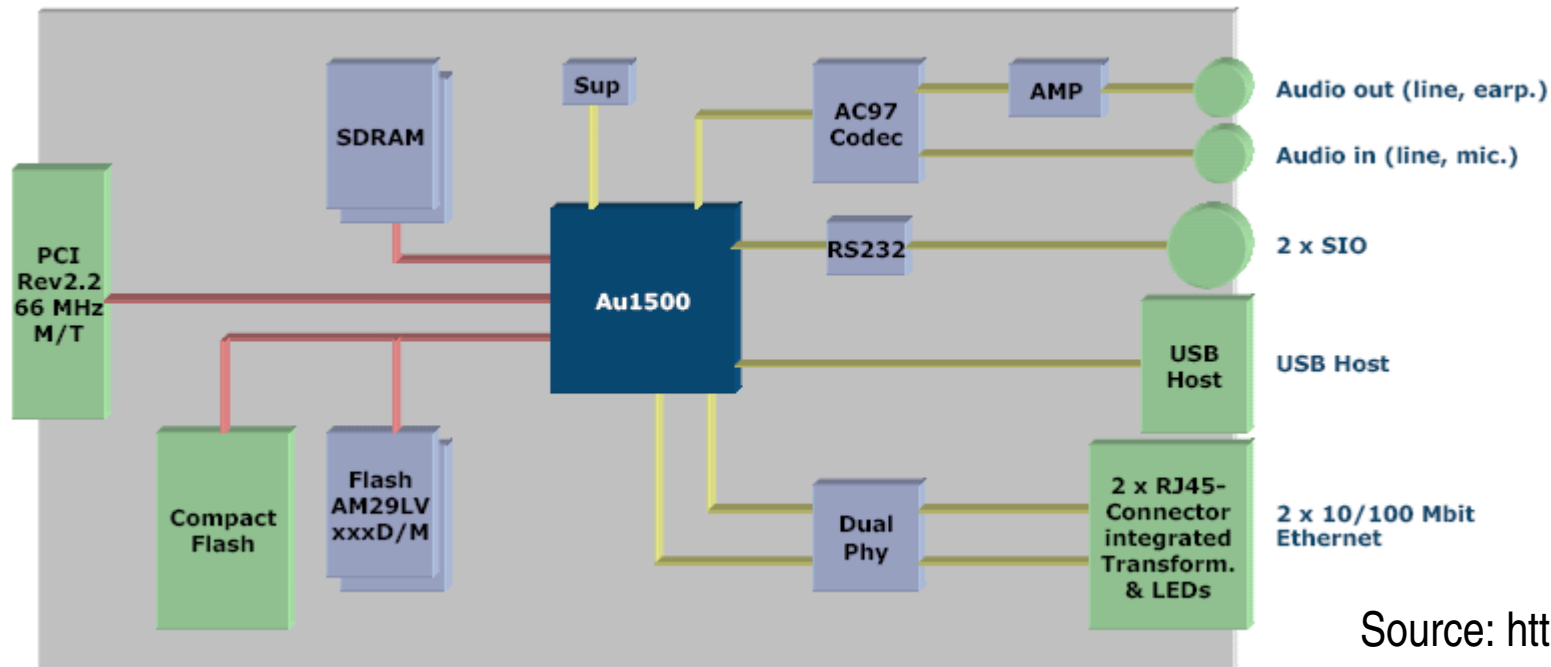 Sup
SDRAM
AC97
Codec
AMP
Audio out (line, earp.)
Audio in (line, mic.)
PCI
Rev2.2
66 MHz
M/T
Au1500
RS232
2 x SIO
USB
Host
USB Host
Compact
Flash
Flash
AM29LV
xxxD/M
Dual
Phy
2 x RJ45-
Connector
integrated
Transform.
& LEDs
2 x 10/100 Mbit
Ethernet
Source: htt